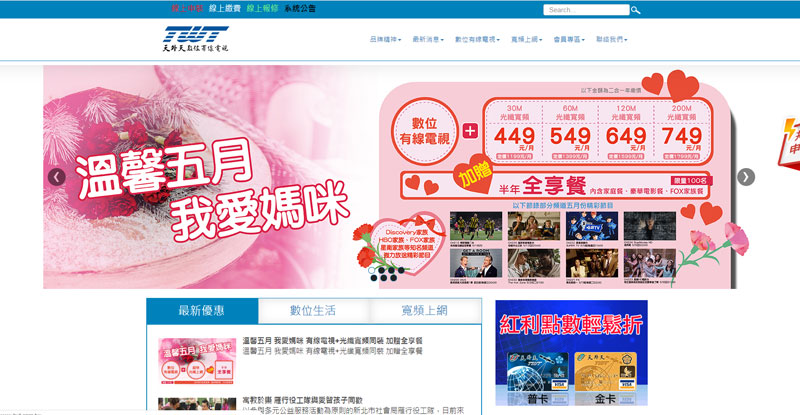 線上繳費 線上報修 系統公告
Search
TWT
天外天數位有線電視
品牌精神 最新消息 數位有線電視 寬頻上網 會員專區 聯絡我們
以下金額為二合一年繳價
溫馨五月
我愛媽咪
數位
有線電視
30M 60M 120M 200M
光纖寬頻 光纖寬頻 光纖寬頻 光纖寬頻
449 549 649 749
元/月 元/月 元/月 元/月
加贈
半年 全享餐 內含家庭餐、豪華電影餐、FOX家族餐
限量100名
以下節錄部分頻道五月份精彩節目
Discovery家族
HBO家族、FOX家族
星衛家族等知名頻道
強力放送精彩節目
最新優惠 數位生活 寬頻上網
溫馨五月 我愛媽咪 有線電視+光纖寬頻同裝 加贈全享餐
溫馨五月 我愛媽咪 有線電視+光纖寬頻同裝 加贈全享餐
寓教於樂 雁行役工隊與愛智孩子同歡
紅利點數輕鬆折
普卡 金卡